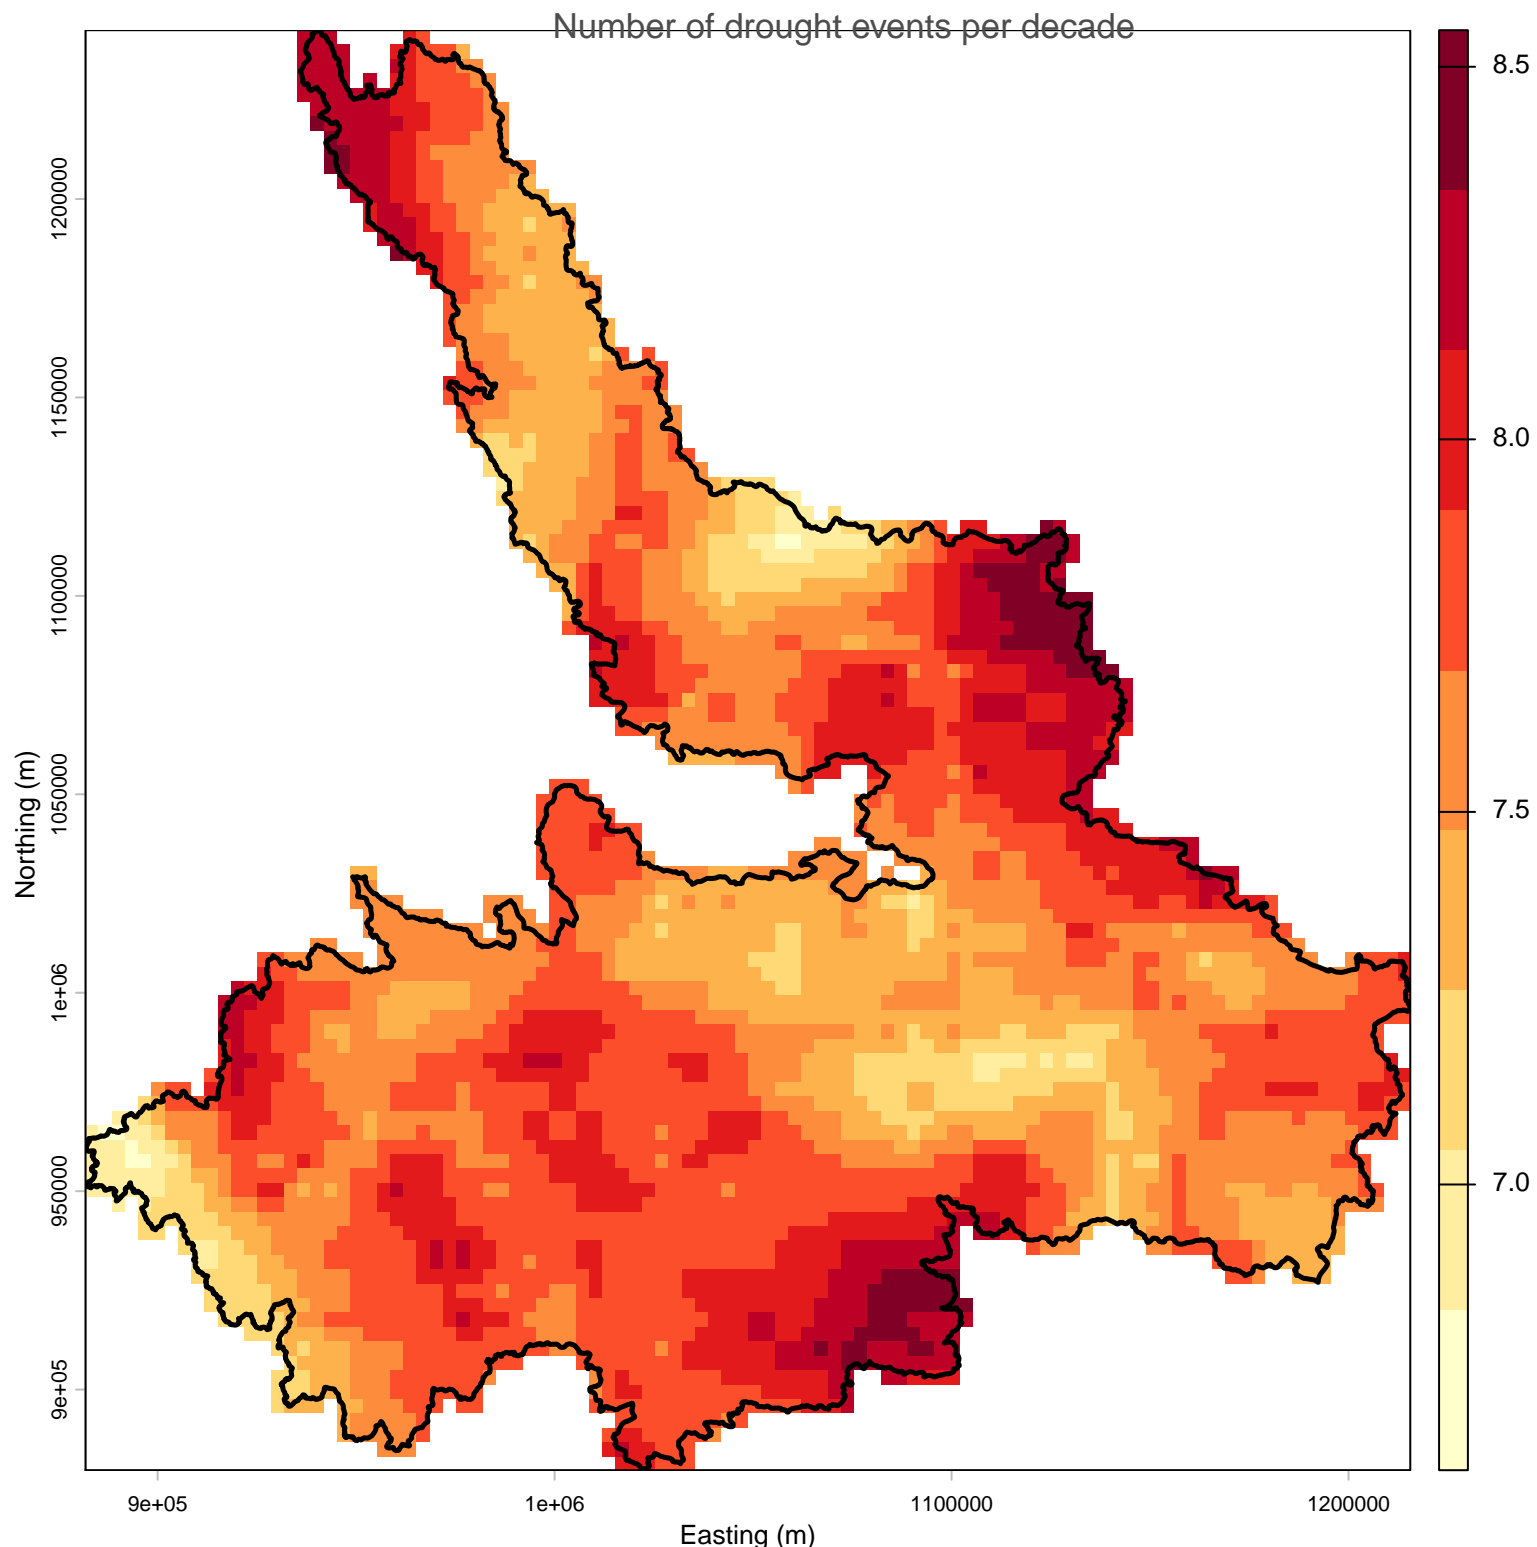 Number of drought events per decade
8.5
8.0
7.5
7.0
Northing (m)
1200000
1150000
1100000
1050000
1e+06
950000
9e+05
9e+05
1e+06
1100000
1200000
Easting (m)